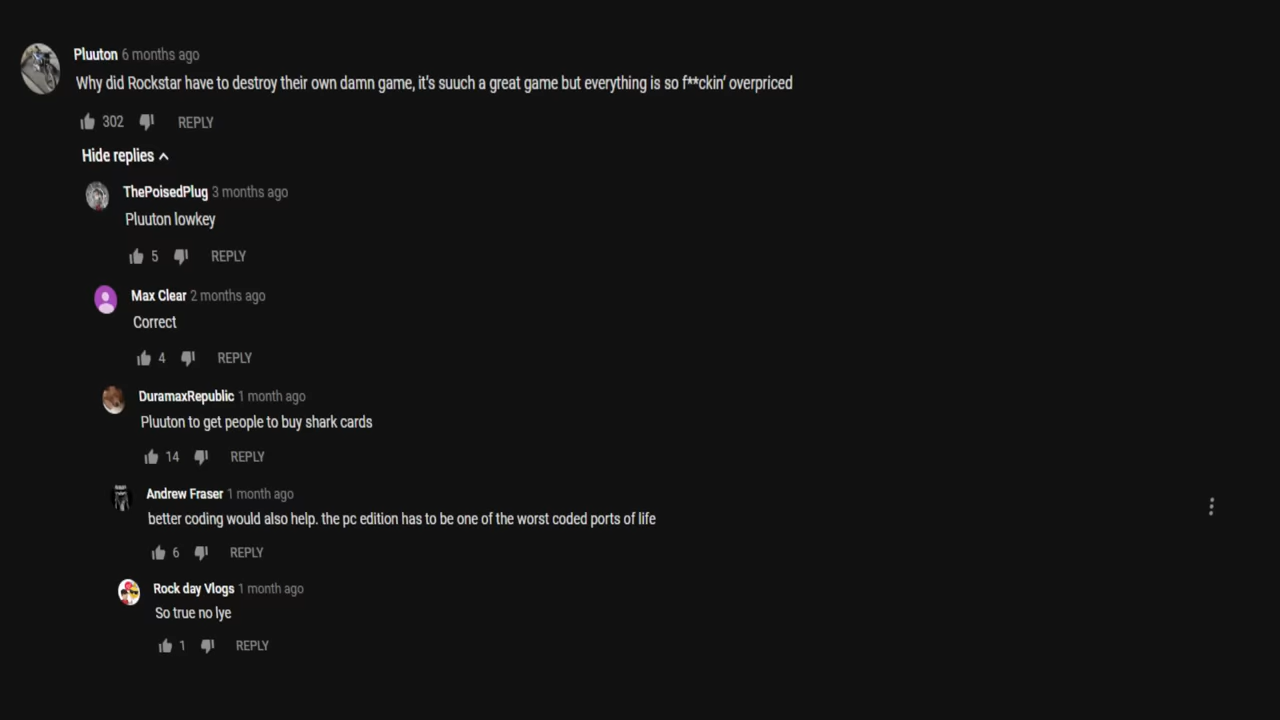 Pluuton 6 months ago
Why did Rockstar have to destroy their own damn game, it's suuch a great game but everything is so f**ckin' overpriced
302 REPLY
Hide replies
ThePoisedPlug 3 months ago
Pluuton lowkey
5 REPLY
Max Clear 2 months ago
Correct
4 REPLY
DuramaxRepublic 1 month ago
Pluuton to get people to buy shark cards
14 REPLY
Andrew Fraser 1 month ago
better coding would also help. the pc edition has to be one of the worst coded ports of life
6 REPLY
Rock day Vlogs 1 month ago
So true no lye
1 REPLY